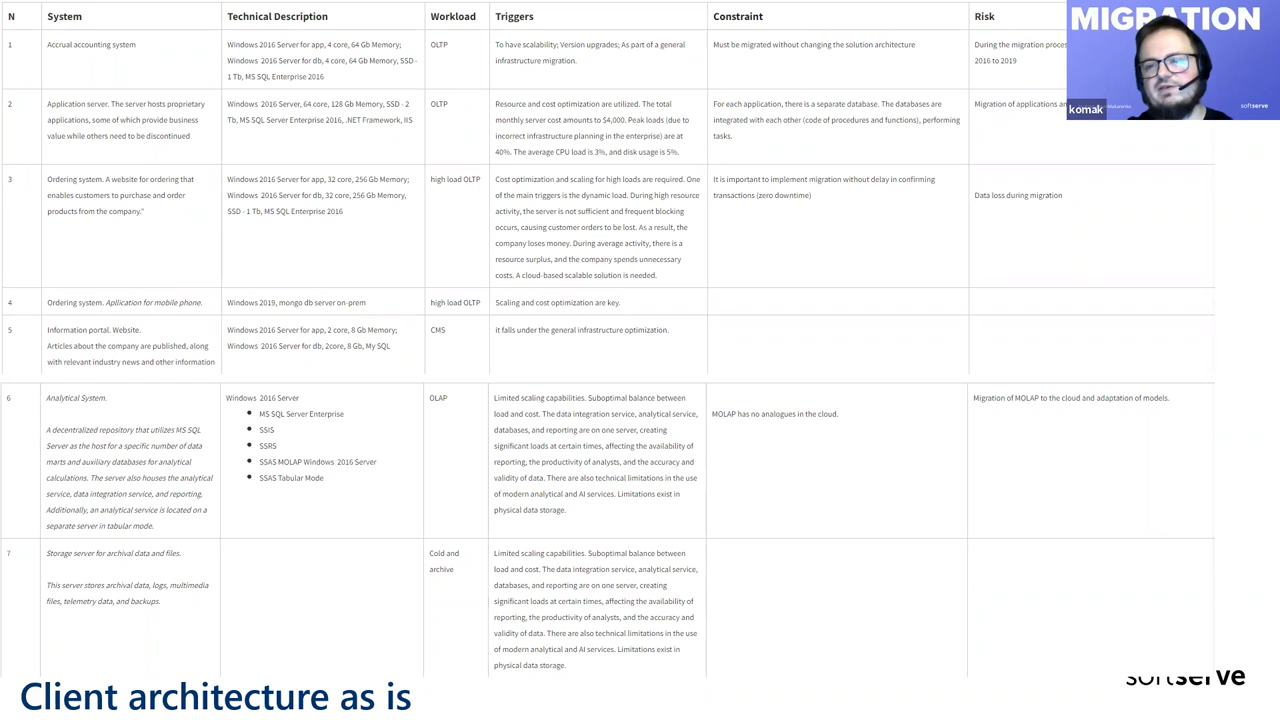 N System Technical Description Workload Triggers Constraint Risk
MIGRATION
komak
softserve
1 Accrual accounting system
Windows 2016 Server for app, 4 core, 64 Gb Memory;
Windows 2016 Server for db, 4 core, 64 Gb Memory, SSD -
1 Tb, MS SQL Enterprise 2016
OLTP
To have scalability; Version upgrades; As part of a general
infrastructure migration.
Must be migrated without changing the solution architecture
During the migration
2016 to 2019
2 Application server. The server hosts proprietary
applications, some of which provide business
value while others need to be discontinued
Windows 2016 Server, 64 core, 128 Gb Memory, SSD - 2
Tb, MS SQL Server Enterprise 2016, .NET Framework, IIS
OLTP
Resource and cost optimization are utilized. The total
monthly server cost amounts to $4,000. Peak loads (due to
incorrect infrastructure planning in the enterprise) are at
40%. The average CPU load is 3%, and disk usage is 5%.
For each application, there is a separate database. The databases are
integrated with each other (code of procedures and functions), performing
tasks.
Migration of applications
3 Ordering system. A website for ordering that
enables customers to purchase and order
products from the company."
Windows 2016 Server for app, 32 core, 256 Gb Memory;
Windows 2016 Server for db, 32 core, 256 Gb Memory,
SSD - 1 Tb, MS SQL Enterprise 2016
high load OLTP
Cost optimization and scaling for high loads are required. One
of the main triggers is the dynamic load. During high resource
activity, the server is not sufficient and frequent blocking
occurs, causing customer orders to be lost. As a result, the
company loses money. During average activity, there is a
resource surplus, and the company spends unnecessary
costs. A cloud-based scalable solution is needed.
It is important to implement migration without delay in confirming
transactions (zero downtime)
Data loss during migration
4 Ordering system. Apllication for mobile phone.
Windows 2019, mongo db server on-prem
high load OLTP
Scaling and cost optimization are key.
5 Information portal. Website.
Articles about the company are published, along
with relevant industry news and other information
Windows 2016 Server for app, 2 core, 8 Gb Memory;
Windows 2016 Server for db, 2core, 8 Gb, My SQL
CMS
it falls under the general infrastructure optimization.
6 Analytical System.
A decentralized repository that utilizes MS SQL
Server as the host for a specific number of data
marts and auxiliary databases for analytical
calculations. The server also houses the analytical
service, data integration service, and reporting.
Additionally, an analytical service is located on a
separate server in tabular mode.
Windows 2016 Server
• MS SQL Server Enterprise
• SSIS
• SSRS
• SSAS MOLAP Windows 2016 Server
• SSAS Tabular Mode
OLAP
Limited scaling capabilities. Suboptimal balance between
load and cost. The data integration service, analytical service,
databases, and reporting are on one server, creating
significant loads at certain times, affecting the availability of
reporting, the productivity of analysts, and the accuracy and
validity of data. There are also technical limitations in the use
of modern analytical and AI services. Limitations exist in
physical data storage.
MOLAP has no analogues in the cloud.
Migration of MOLAP to the cloud and adaptation of models.
7 Storage server for archival data and files.
This server stores archival data, logs, multimedia
files, telemetry data, and backups.
Cold and
archive
Limited scaling capabilities. Suboptimal balance between
load and cost. The data integration service, analytical service,
databases, and reporting are on one server, creating
significant loads at certain times, affecting the availability of
reporting, the productivity of analysts, and the accuracy and
validity of data. There are also technical limitations in the use
of modern analytical and AI services. Limitations exist in
physical data storage.
softserve
Client architecture as is